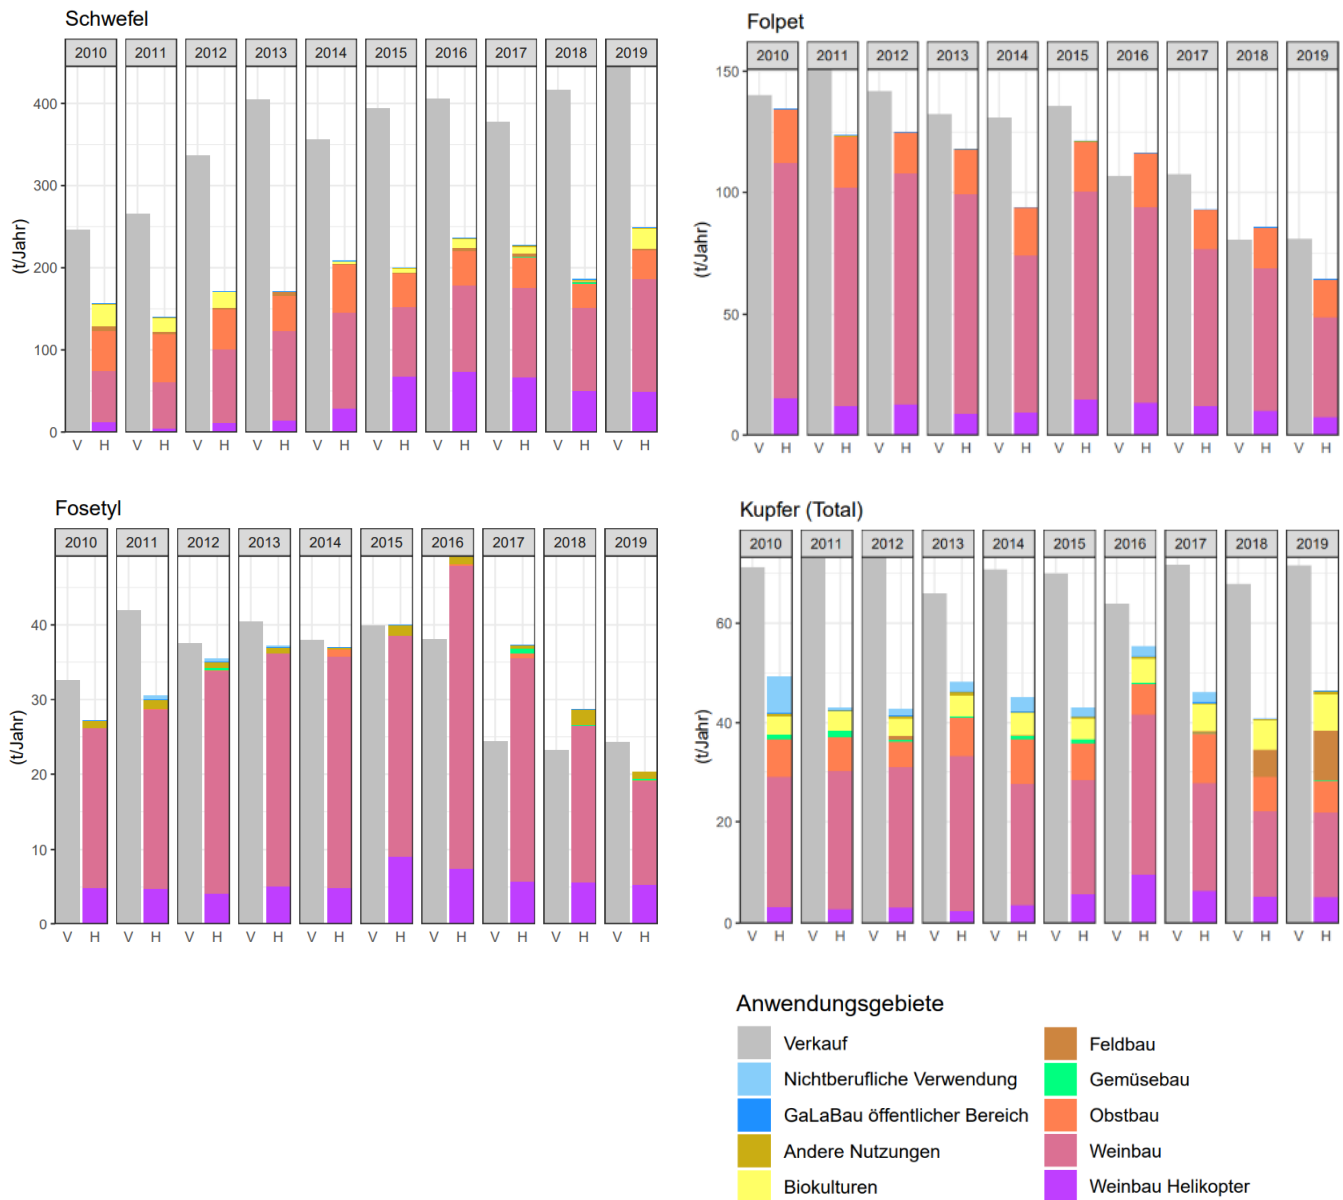 Schwefel
2010 2011 2012 2013 2014 2015 2016 2017 2018 2019
(t/Jahr)
400
300
200
100
0
V H V H V H V H V H V H V H V H V H V H
Folpet
2010 2011 2012 2013 2014 2015 2016 2017 2018 2019
(t/Jahr)
150
100
50
0
V H V H V H V H V H V H V H V H V H V H
Fosetyl
2010 2011 2012 2013 2014 2015 2016 2017 2018 2019
(t/Jahr)
40
30
20
10
0
V H V H V H V H V H V H V H V H V H V H
Kupfer (Total)
2010 2011 2012 2013 2014 2015 2016 2017 2018 2019
(t/Jahr)
60
40
20
0
V H V H V H V H V H V H V H V H V H V H
Anwendungsgebiete
Verkauf
Nichtberufliche Verwendung
GaLaBau öffentlicher Bereich
Andere Nutzungen
Biokulturen
Feldbau
Gemüsebau
Obstbau
Weinbau
Weinbau Helikopter